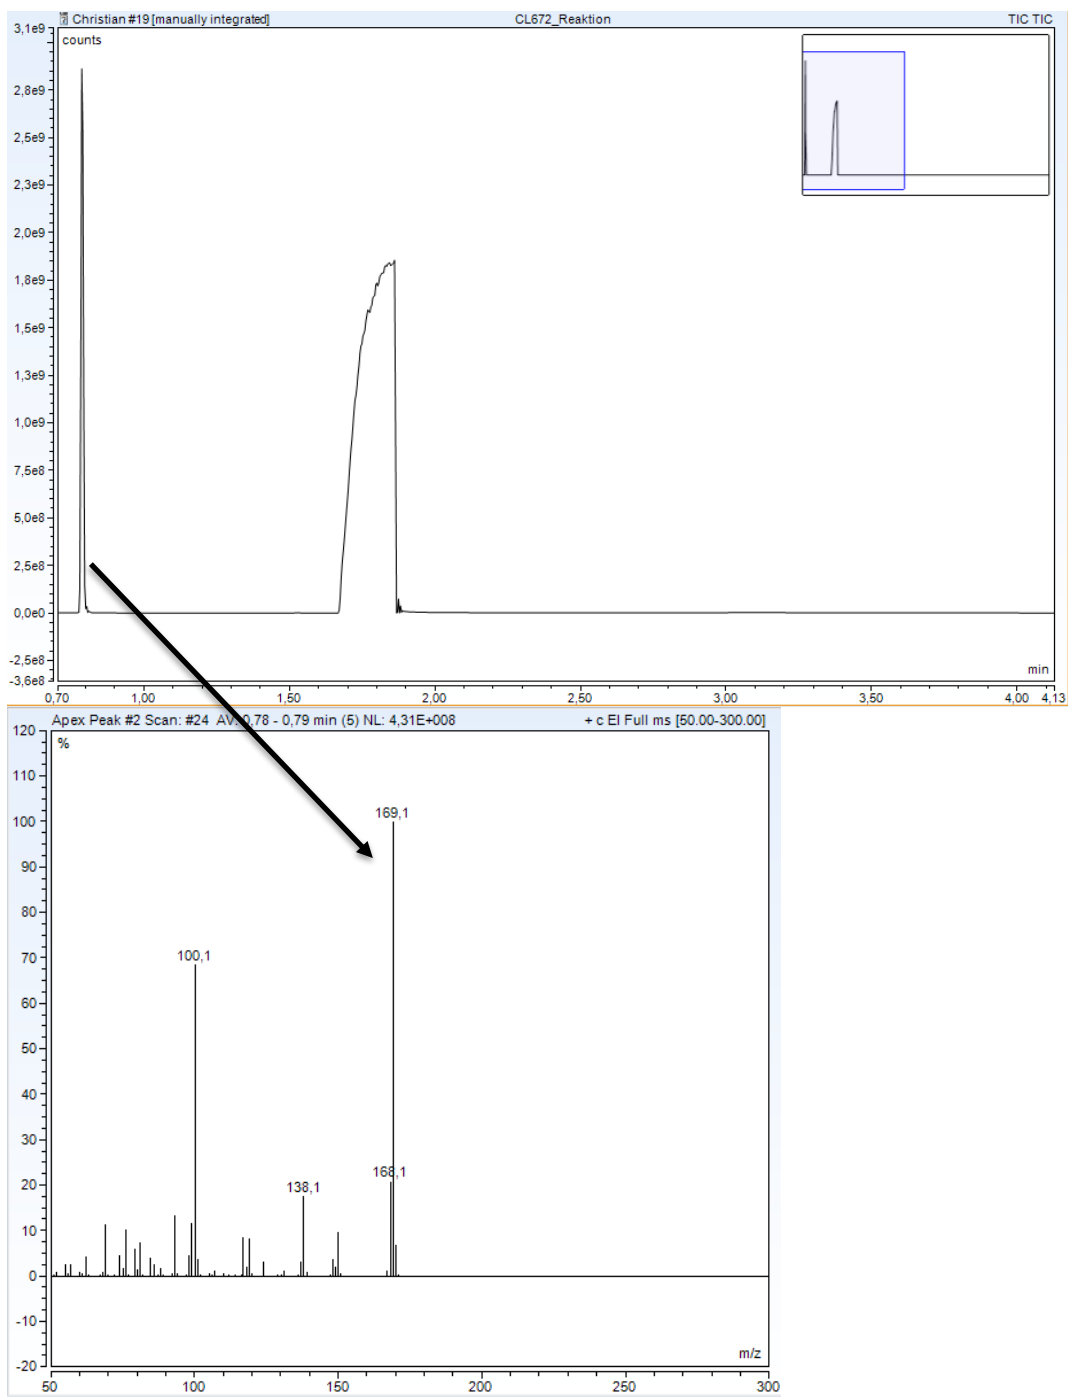 Christian #19 [manually integrated]
CL672_Reaktion
TIC TIC
counts
3,1e9
2,8e9
2,5e9
2,3e9
2,0e9
1,8e9
1,5e9
1,3e9
1,0e9
7,5e8
5,0e8
2,5e8
0,0e0
-2,5e8
-3,6e8
min
0,70 1,00 1,50 2,00 2,50 3,00 3,50 4,00 4,13
Apex Peak #2 Scan: #24 AV: 0,78 - 0,79 min (5) NL: 4,31E+008
+ c EI Full ms [50.00-300.00]
%
120
110
100
90
80
70
60
50
40
30
20
10
0
-10
-20
169,1
100,1
168,1
138,1
m/z
50 100 150 200 250 300